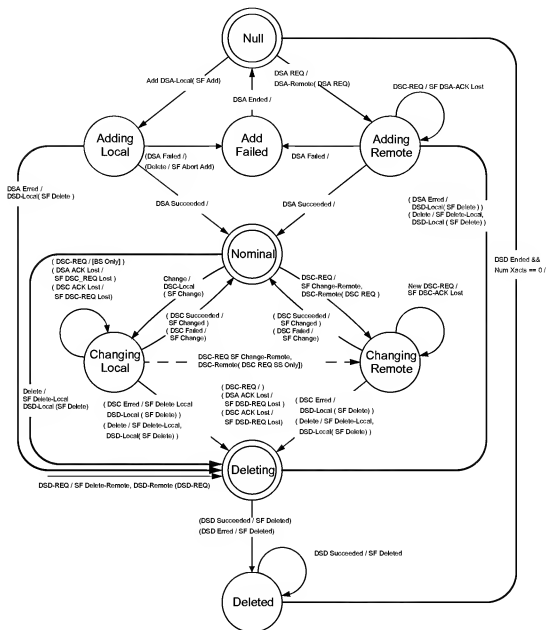 Null
Add DSA-Local( SF Add)
DSA REQ /
DSA-Remote( DSA REQ)
DSC-REQ / SF DSA-ACK Lost
DSA Ended /
Adding
Local
Add
Failed
Adding
Remote
(DSA Failed /)
(Delete / SF Abort Add)
DSA Failed /
DSA Erred /
DSD-Local( SF Delete )
DSA Succeeded /
DSA Succeeded /
( DSA Erred /
DSD-Local( SF Delete ) )
( Delete / SF Delete-Local,
DSD-Local ( SF Delete) )
DSD Ended &&
Num Xacts == 0 /
Nominal
( DSC-REQ / [BS Only] )
( DSA ACK Lost /
SF DSC_REQ Lost )
( DSC ACK Lost /
SF DSC-REQ Lost)
Change /
DSC-Local
( SF Change)
DSC-REQ /
SF Change-Remote,
DSC-Remote( DSC REQ )
New DSC-REQ /
SF DSC-ACK Lost
( DSC Succeeded /
SF Changed )
( DSC Failed /
SF Change)
( DSC Succeeded /
SF Changed )
( DSC Failed /
SF Change)
Changing
Local
DSC-REQ SF Change-Remote,
DSC-Remote( DSC REQ SS Only])
Changing
Remote
Delete /
SF Delete-Local
DSD-Local (SF Delete)
( DSC Erred / SF Delete Local
DSD-Local( SF Delete) )
( Delete / SF Delete-Local,
DSD-Local( SF Delete) )
( DSC-REQ / )
( DSA ACK Lost /
SF DSD-REQ Lost )
( DSC ACK Lost /
SF DSD-REQ Lost)
( DSC Erred /
DSD-Local ( SF Delete) )
( Delete / SF Delete-Local,
DSD-Local( SF Delete) )
Deleting
DSD-REQ / SF Delete-Remote, DSD-Remote (DSD-REQ)
(DSD Succeeded / SF Deleted)
(DSD Erred / SF Deleted)
DSD Succeeded / SF Deleted
Deleted